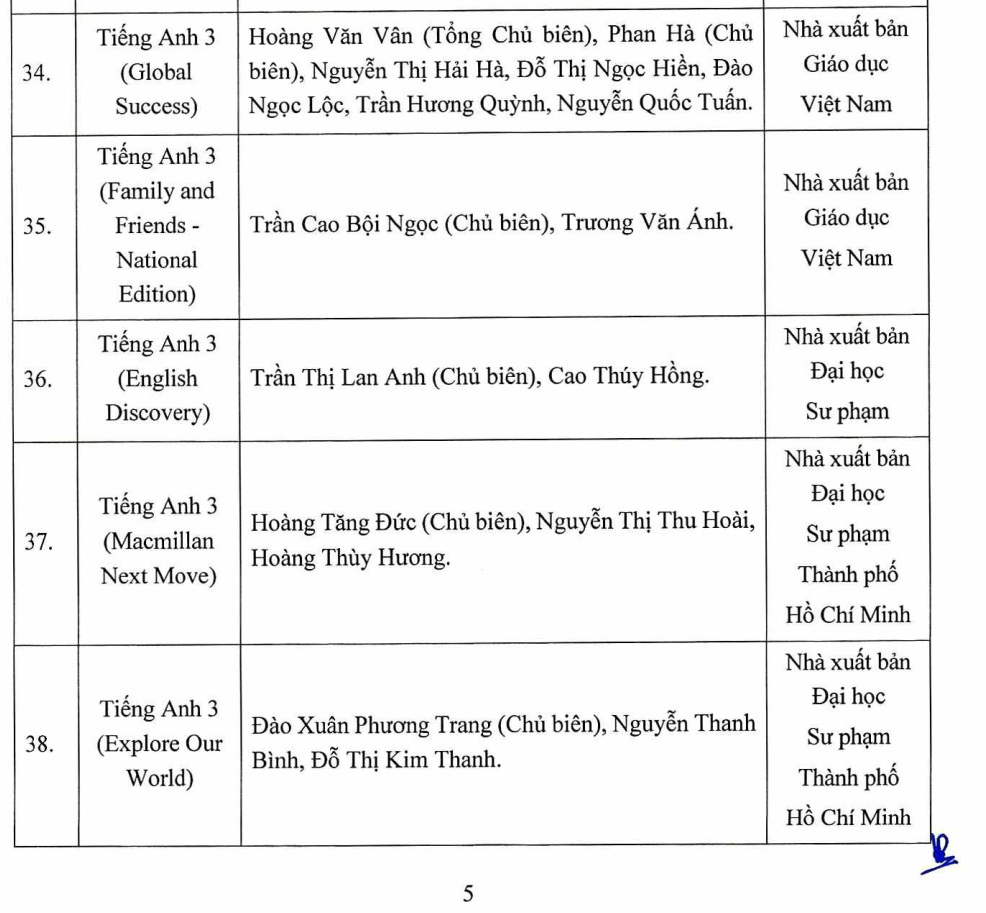 34.
Tiếng Anh 3
(Global
Success)
Hoàng Văn Vân (Tổng Chủ biên), Phan Hà (Chủ
biên), Nguyễn Thị Hải Hà, Đỗ Thị Ngọc Hiền, Đào
Ngọc Lộc, Trần Hương Quỳnh, Nguyễn Quốc Tuấn.
Nhà xuất bản
Giáo dục
Việt Nam
35.
Tiếng Anh 3
(Family and
Friends -
National
Edition)
Trần Cao Bội Ngọc (Chủ biên), Trương Văn Ánh.
Nhà xuất bản
Giáo dục
Việt Nam
36.
Tiếng Anh 3
(English
Discovery)
Trần Thị Lan Anh (Chủ biên), Cao Thúy Hồng.
Nhà xuất bản
Đại học
Sư phạm
37.
Tiếng Anh 3
(Macmillan
Next Move)
Hoàng Tăng Đức (Chủ biên), Nguyễn Thị Thu Hoài,
Hoàng Thùy Hương.
Nhà xuất bản
Đại học
Sư phạm
Thành phố
Hồ Chí Minh
38.
Tiếng Anh 3
(Explore Our
World)
Đào Xuân Phương Trang (Chủ biên), Nguyễn Thanh
Bình, Đỗ Thị Kim Thanh.
Nhà xuất bản
Đại học
Sư phạm
Thành phố
Hồ Chí Minh
5